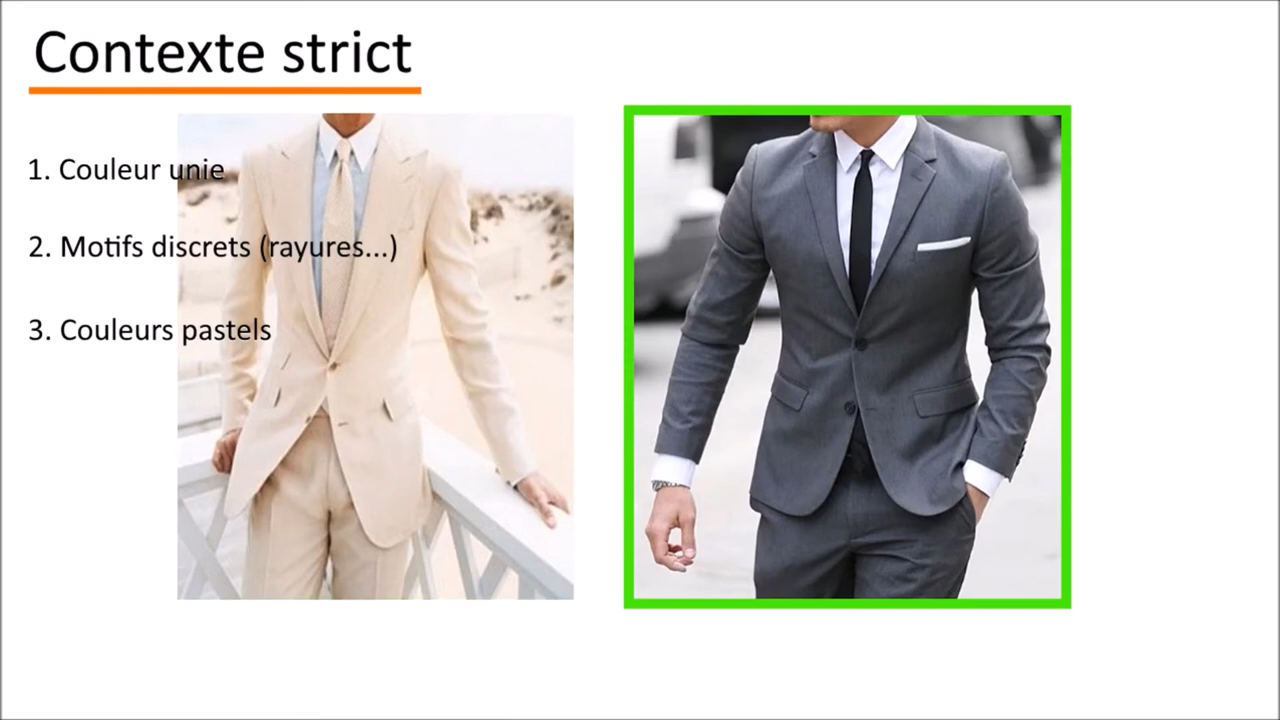 Contexte strict
1. Couleur unie
2. Motifs discrets (rayures...)
3. Couleurs pastels